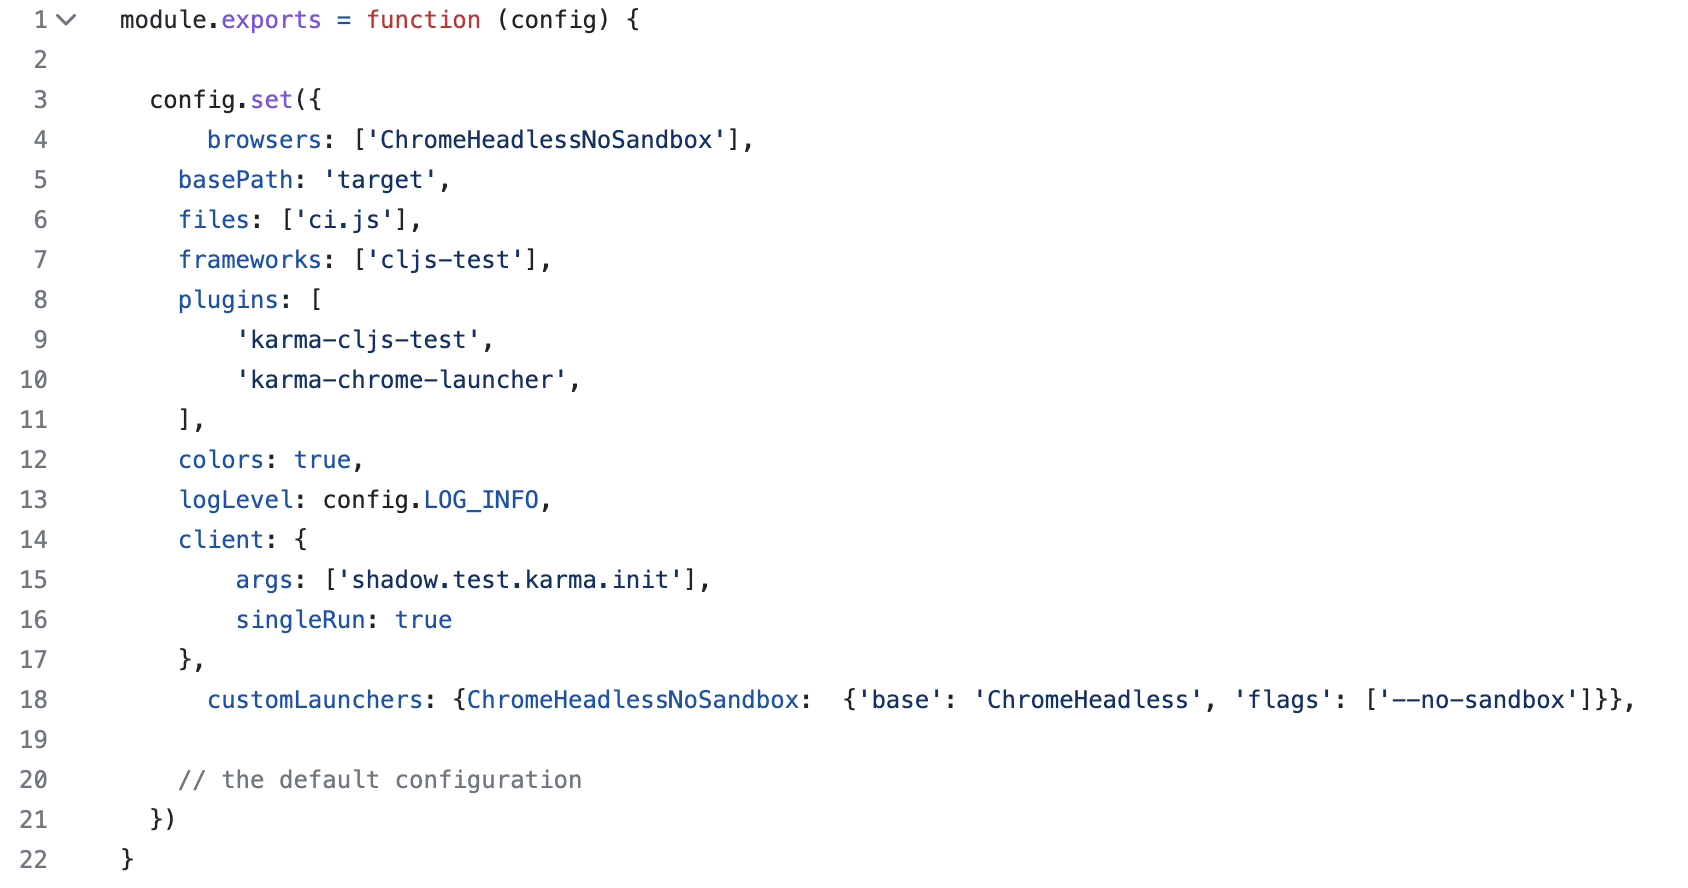 1 module.exports = function (config) {
2
3   config.set({
4       browsers: ['ChromeHeadlessNoSandbox'],
5     basePath: 'target',
6     files: ['ci.js'],
7     frameworks: ['cljs-test'],
8     plugins: [
9         'karma-cljs-test',
10         'karma-chrome-launcher',
11     ],
12     colors: true,
13     logLevel: config.LOG_INFO,
14     client: {
15         args: ['shadow.test.karma.init'],
16         singleRun: true
17     },
18       customLaunchers: {ChromeHeadlessNoSandbox:  {'base': 'ChromeHeadless', 'flags': ['--no-sandbox']}},
19
20     // the default configuration
21   })
22 }